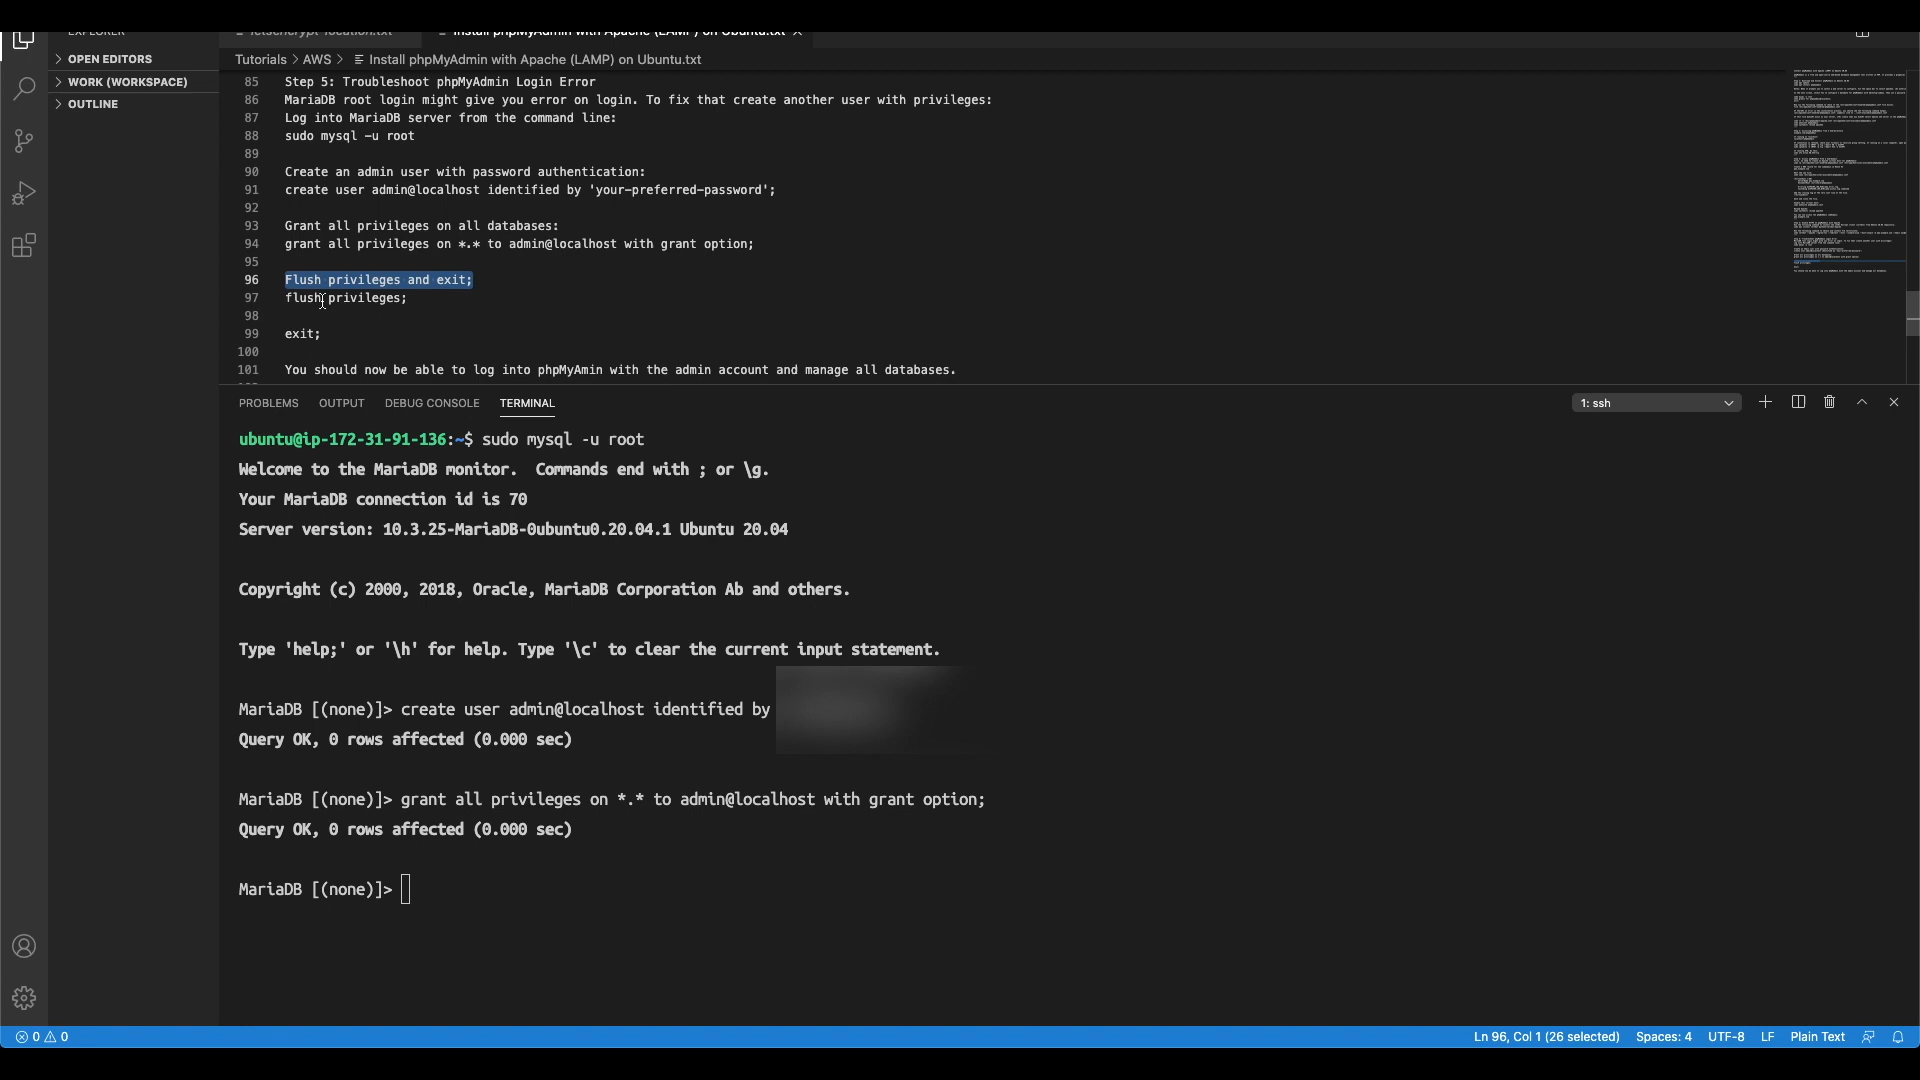 EXPLORER
letsencrypt-location.txt
Install phpMyAdmin with Apache (LAMP) on Ubuntu.txt
OPEN EDITORS
WORK (WORKSPACE)
OUTLINE
Tutorials > AWS > Install phpMyAdmin with Apache (LAMP) on Ubuntu.txt
85 Step 5: Troubleshoot phpMyAdmin Login Error
86 MariaDB root login might give you error on login. To fix that create another user with privileges:
87 Log into MariaDB server from the command line:
88 sudo mysql -u root
89
90 Create an admin user with password authentication:
91 create user admin@localhost identified by 'your-preferred-password';
92
93 Grant all privileges on all databases:
94 grant all privileges on *.* to admin@localhost with grant option;
95
96 Flush privileges and exit;
97 flush privileges;
98
99 exit;
100
101 You should now be able to log into phpMyAmin with the admin account and manage all databases.
PROBLEMS OUTPUT DEBUG CONSOLE TERMINAL 1: ssh
ubuntu@ip-172-31-91-136:~$ sudo mysql -u root
Welcome to the MariaDB monitor.  Commands end with ; or \g.
Your MariaDB connection id is 70
Server version: 10.3.25-MariaDB-0ubuntu0.20.04.1 Ubuntu 20.04
Copyright (c) 2000, 2018, Oracle, MariaDB Corporation Ab and others.
Type 'help;' or '\h' for help. Type '\c' to clear the current input statement.
MariaDB [(none)]> create user admin@localhost identified by
Query OK, 0 rows affected (0.000 sec)
MariaDB [(none)]> grant all privileges on *.* to admin@localhost with grant option;
Query OK, 0 rows affected (0.000 sec)
MariaDB [(none)]>
0 0 Ln 96, Col 1 (26 selected) Spaces: 4 UTF-8 LF Plain Text